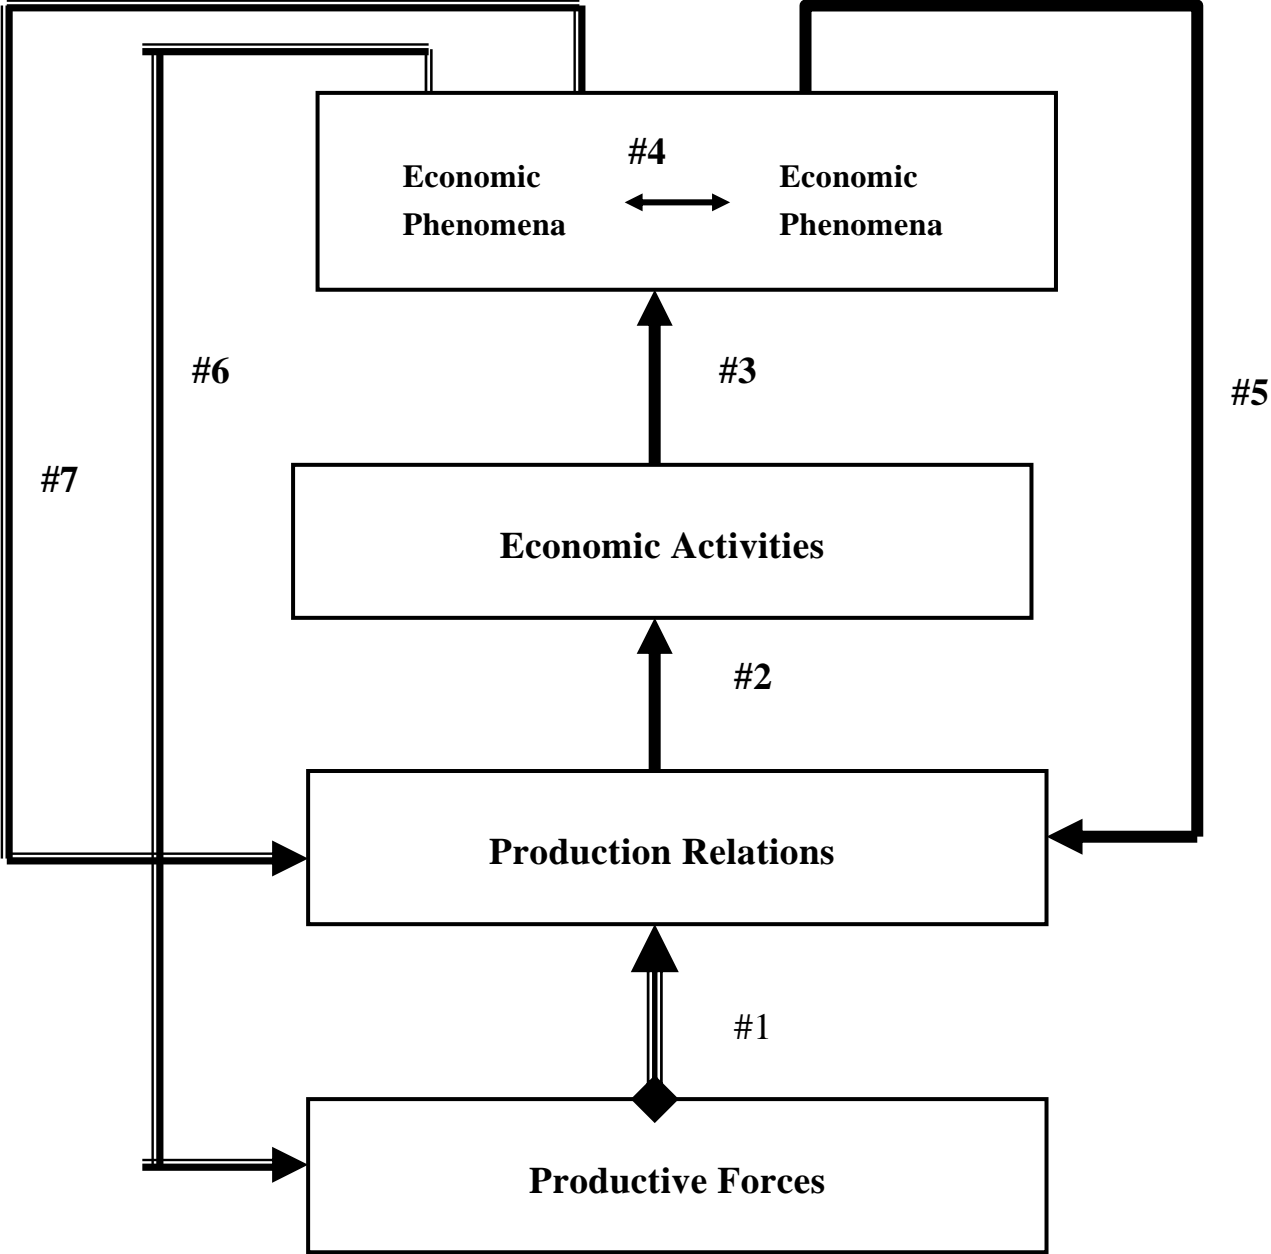 #4
Economic Economic
Phenomena Phenomena
#6
#3
#5
#7
Economic Activities
#2
Production Relations
#1
Productive Forces